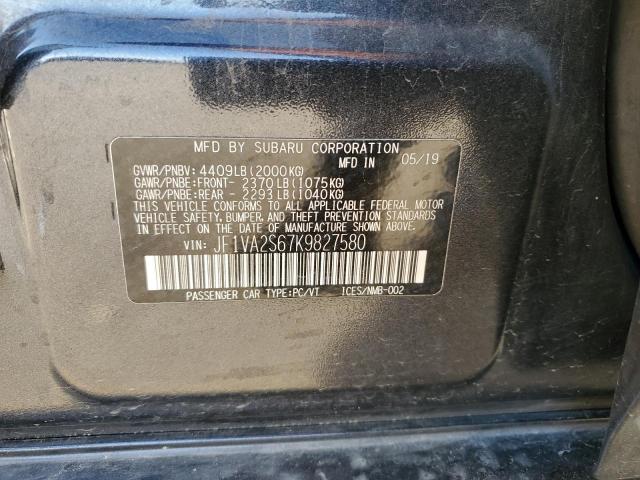 MFD BY SUBARU CORPORATION
GVWR/PNBV: 4409LB(2000KG) MFD IN 05/19
GAWR/PNBE:FRONT- 2370LB(1075KG)
GAWR/PNBE:REAR - 2293LB(1040KG)
THIS VEHICLE CONFORMS TO ALL APPLICABLE FEDERAL MOTOR
VEHICLE SAFETY, BUMPER, AND THEFT PREVENTION STANDARDS
IN EFFECT ON THE DATE OF MANUFACTURE SHOWN ABOVE.
VIN: JF1VA2S67K9827580
PASSENGER CAR TYPE:PC/VT ICES/NMB-002